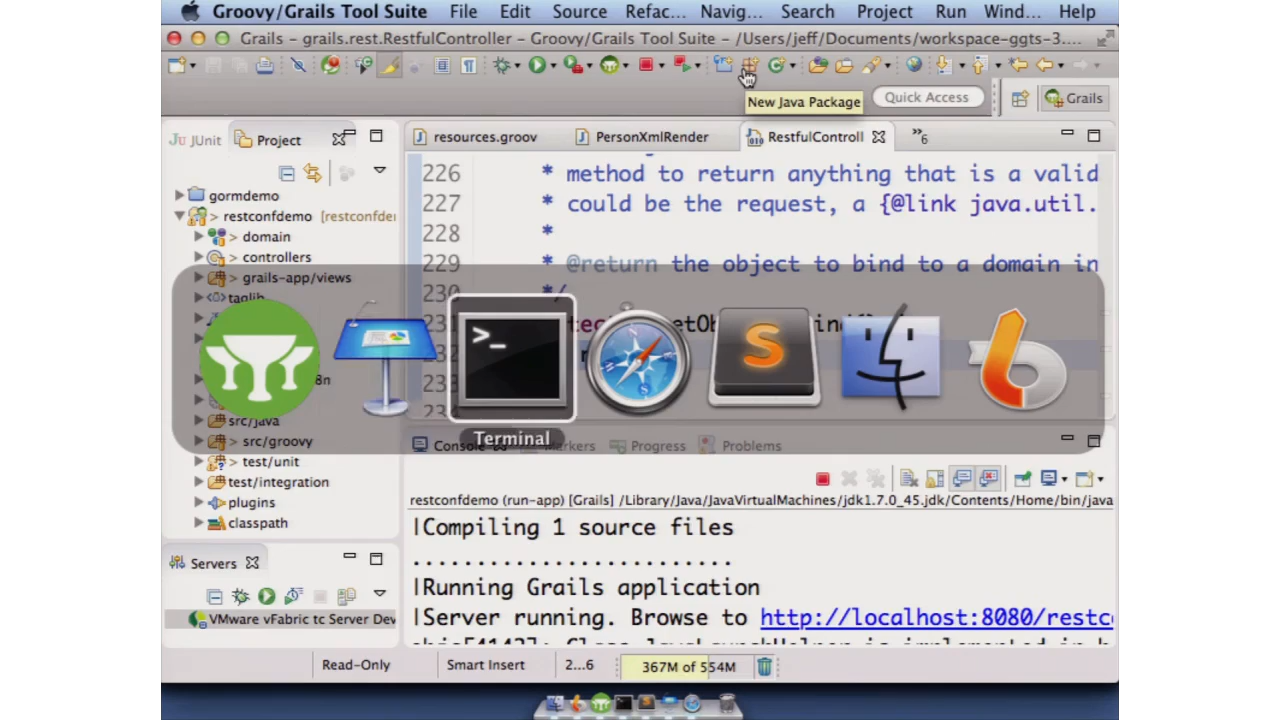 Groovy/Grails Tool Suite File Edit Source Refac... Navig... Search Project Run Wind... Help
Grails – grails.rest.RestfulController – Groovy/Grails Tool Suite – /Users/jeff/Documents/workspace-ggts-3....
New Java Package
Quick Access
Grails
JUnit
Project
resources.groov
PersonXmlRender
RestfulControll
»6
gormdemo
> restconfdemo [restconfde
> domain
> controllers
> grails-app/views
taglib
src/java
> src/groovy
> test/unit
test/integration
plugins
classpath
226 * method to return anything that is a valid
227 * could be the request, a {@link java.util.
228 *
229 * @return the object to bind to a domain in
230 */
S
Terminal
Console
Markers
Progress
Problems
restconfdemo (run-app) [Grails] /Library/Java/JavaVirtualMachines/jdk1.7.0_45.jdk/Contents/Home/bin/java
|Compiling 1 source files
.........................
|Running Grails application
|Server running. Browse to http://localhost:8080/restc
Servers
VMware vFabric tc Server Dev
Read-Only
Smart Insert
2...6
367M of 554M